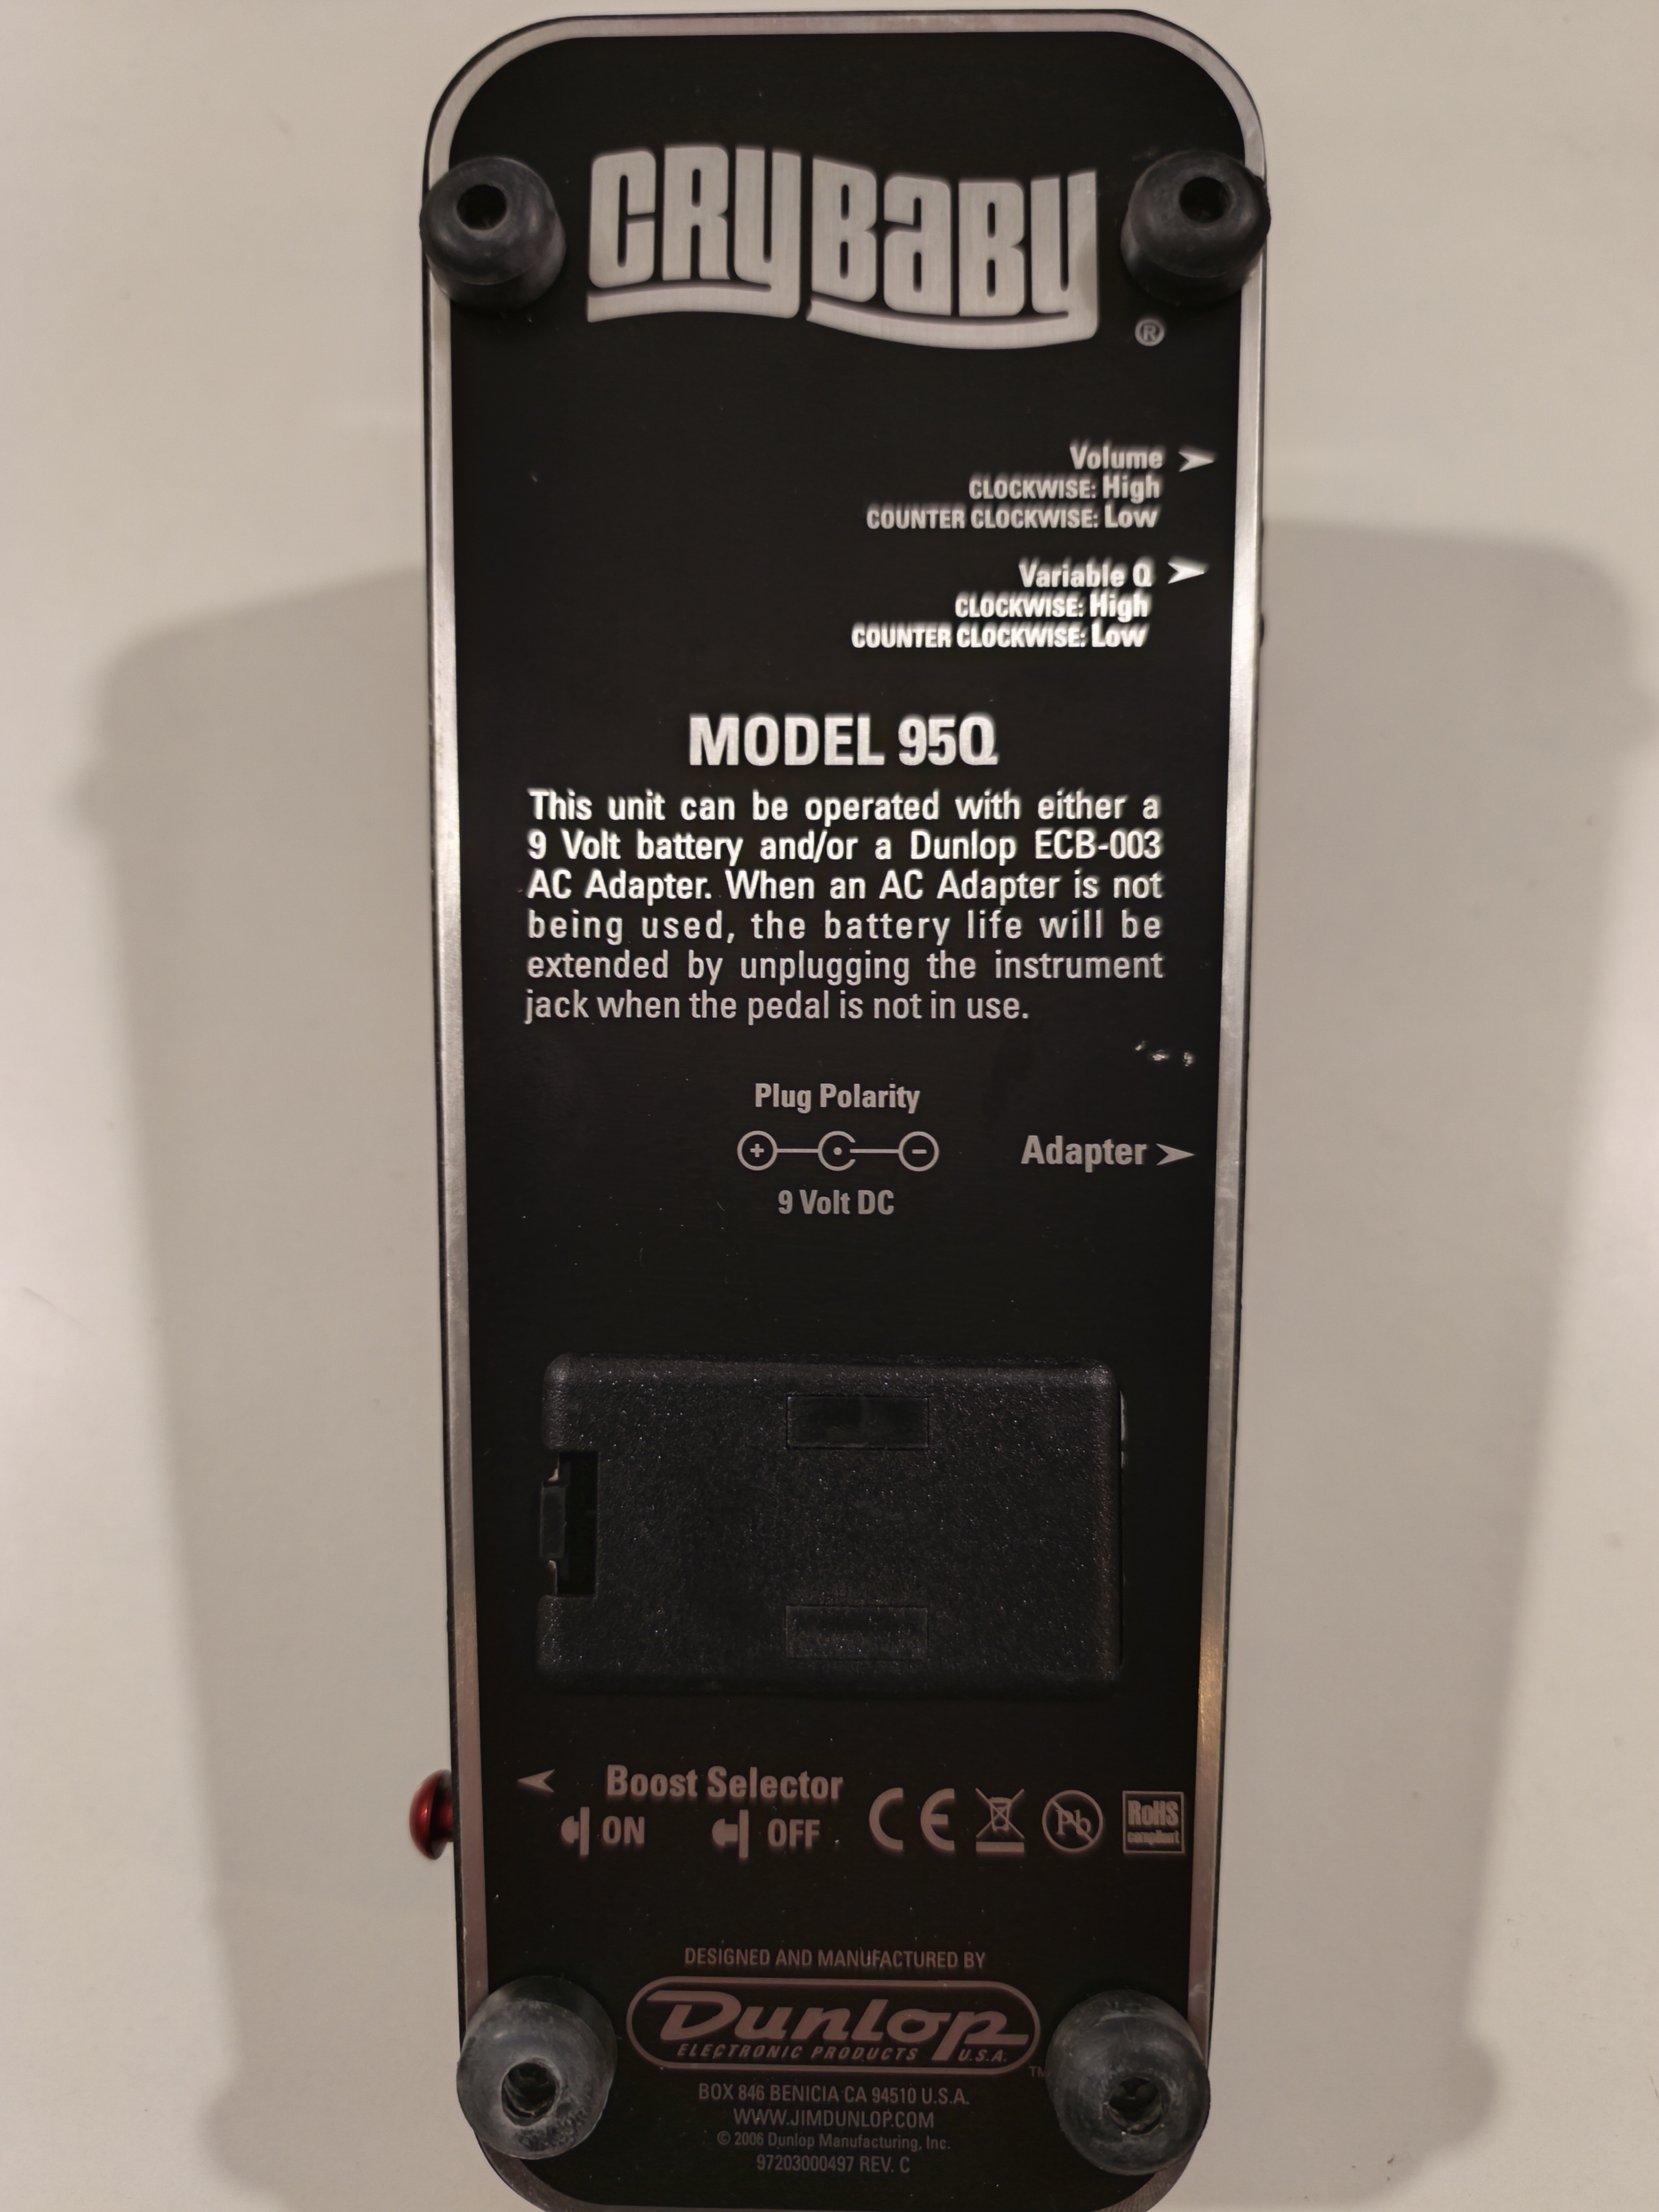 CRYBABY
®
Volume ➤
CLOCKWISE: High
COUNTER CLOCKWISE: Low
Variable Q ➤
CLOCKWISE: High
COUNTER CLOCKWISE: Low
MODEL 95Q
This unit can be operated with either a
9 Volt battery and/or a Dunlop ECB-003
AC Adapter. When an AC Adapter is not
being used, the battery life will be
extended by unplugging the instrument
jack when the pedal is not in use.
Plug Polarity
+ −
Adapter ➤
9 Volt DC
Boost Selector
ON OFF CE Pb RoHS
compliant
DESIGNED AND MANUFACTURED BY
Dunlop
ELECTRONIC PRODUCTS U.S.A.
TM
BOX 846 BENICIA CA 94510 U.S.A.
WWW.JIMDUNLOP.COM
© 2006 Dunlop Manufacturing, Inc.
97203000497 REV. C